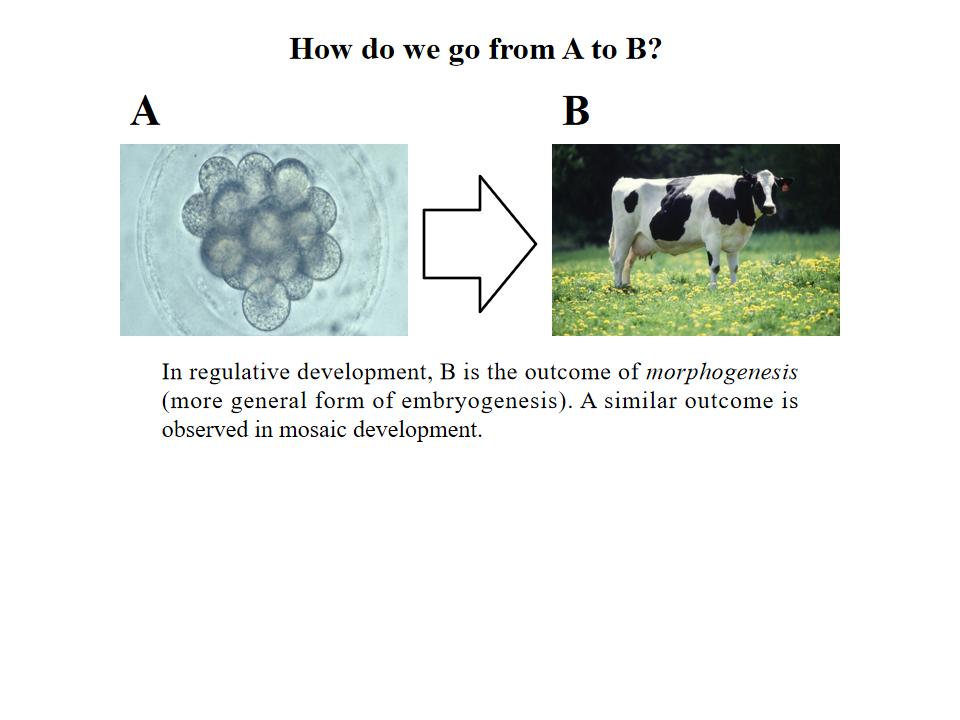 How do we go from A to B?
A
B
In regulative development, B is the outcome of morphogenesis
(more general form of embryogenesis). A similar outcome is
observed in mosaic development.